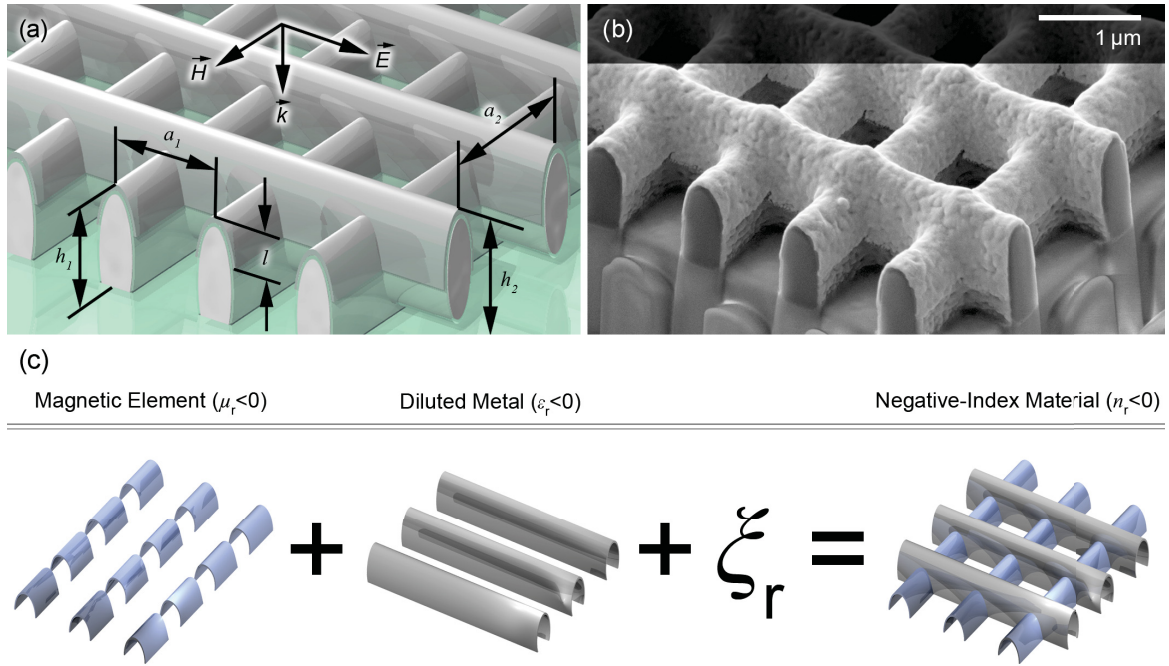 (a)
H
E
k
a₁
a₂
h₁
l
h₂
(b)
1 µm
(c)
Magnetic Element (μᵣ<0)
Diluted Metal (εᵣ<0)
Negative-Index Material (nᵣ<0)
+
+
ξᵣ
=